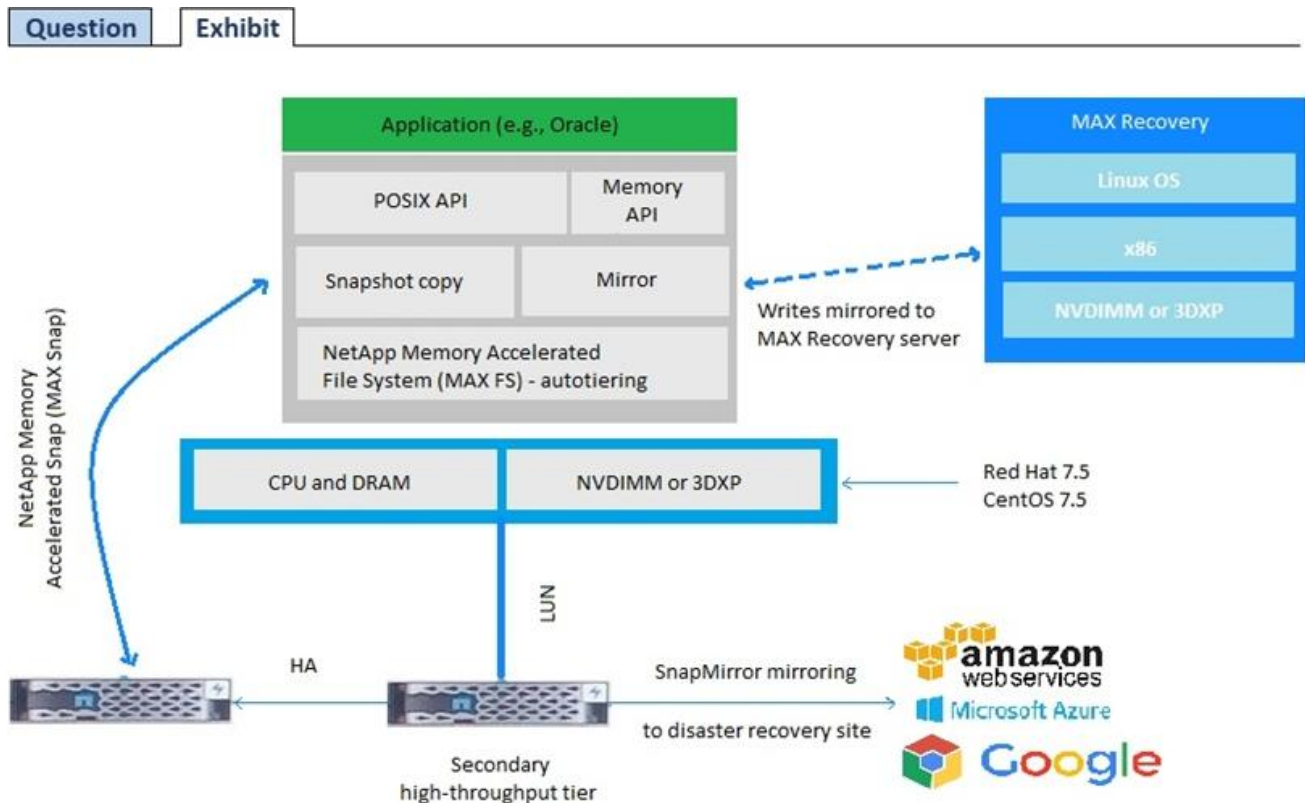 Question
Exhibit
Application (e.g., Oracle)
POSIX API
Memory
API
Snapshot copy
Mirror
NetApp Memory Accelerated
File System (MAX FS) - autotiering
MAX Recovery
Linux OS
x86
NVDIMM or 3DXP
Writes mirrored to
MAX Recovery server
NetApp Memory
Accelerated Snap (MAX Snap)
CPU and DRAM
NVDIMM or 3DXP
Red Hat 7.5
CentOS 7.5
LUN
HA
SnapMirror mirroring
to disaster recovery site
Secondary
high-throughput tier
amazon
webservices
Microsoft Azure
Google